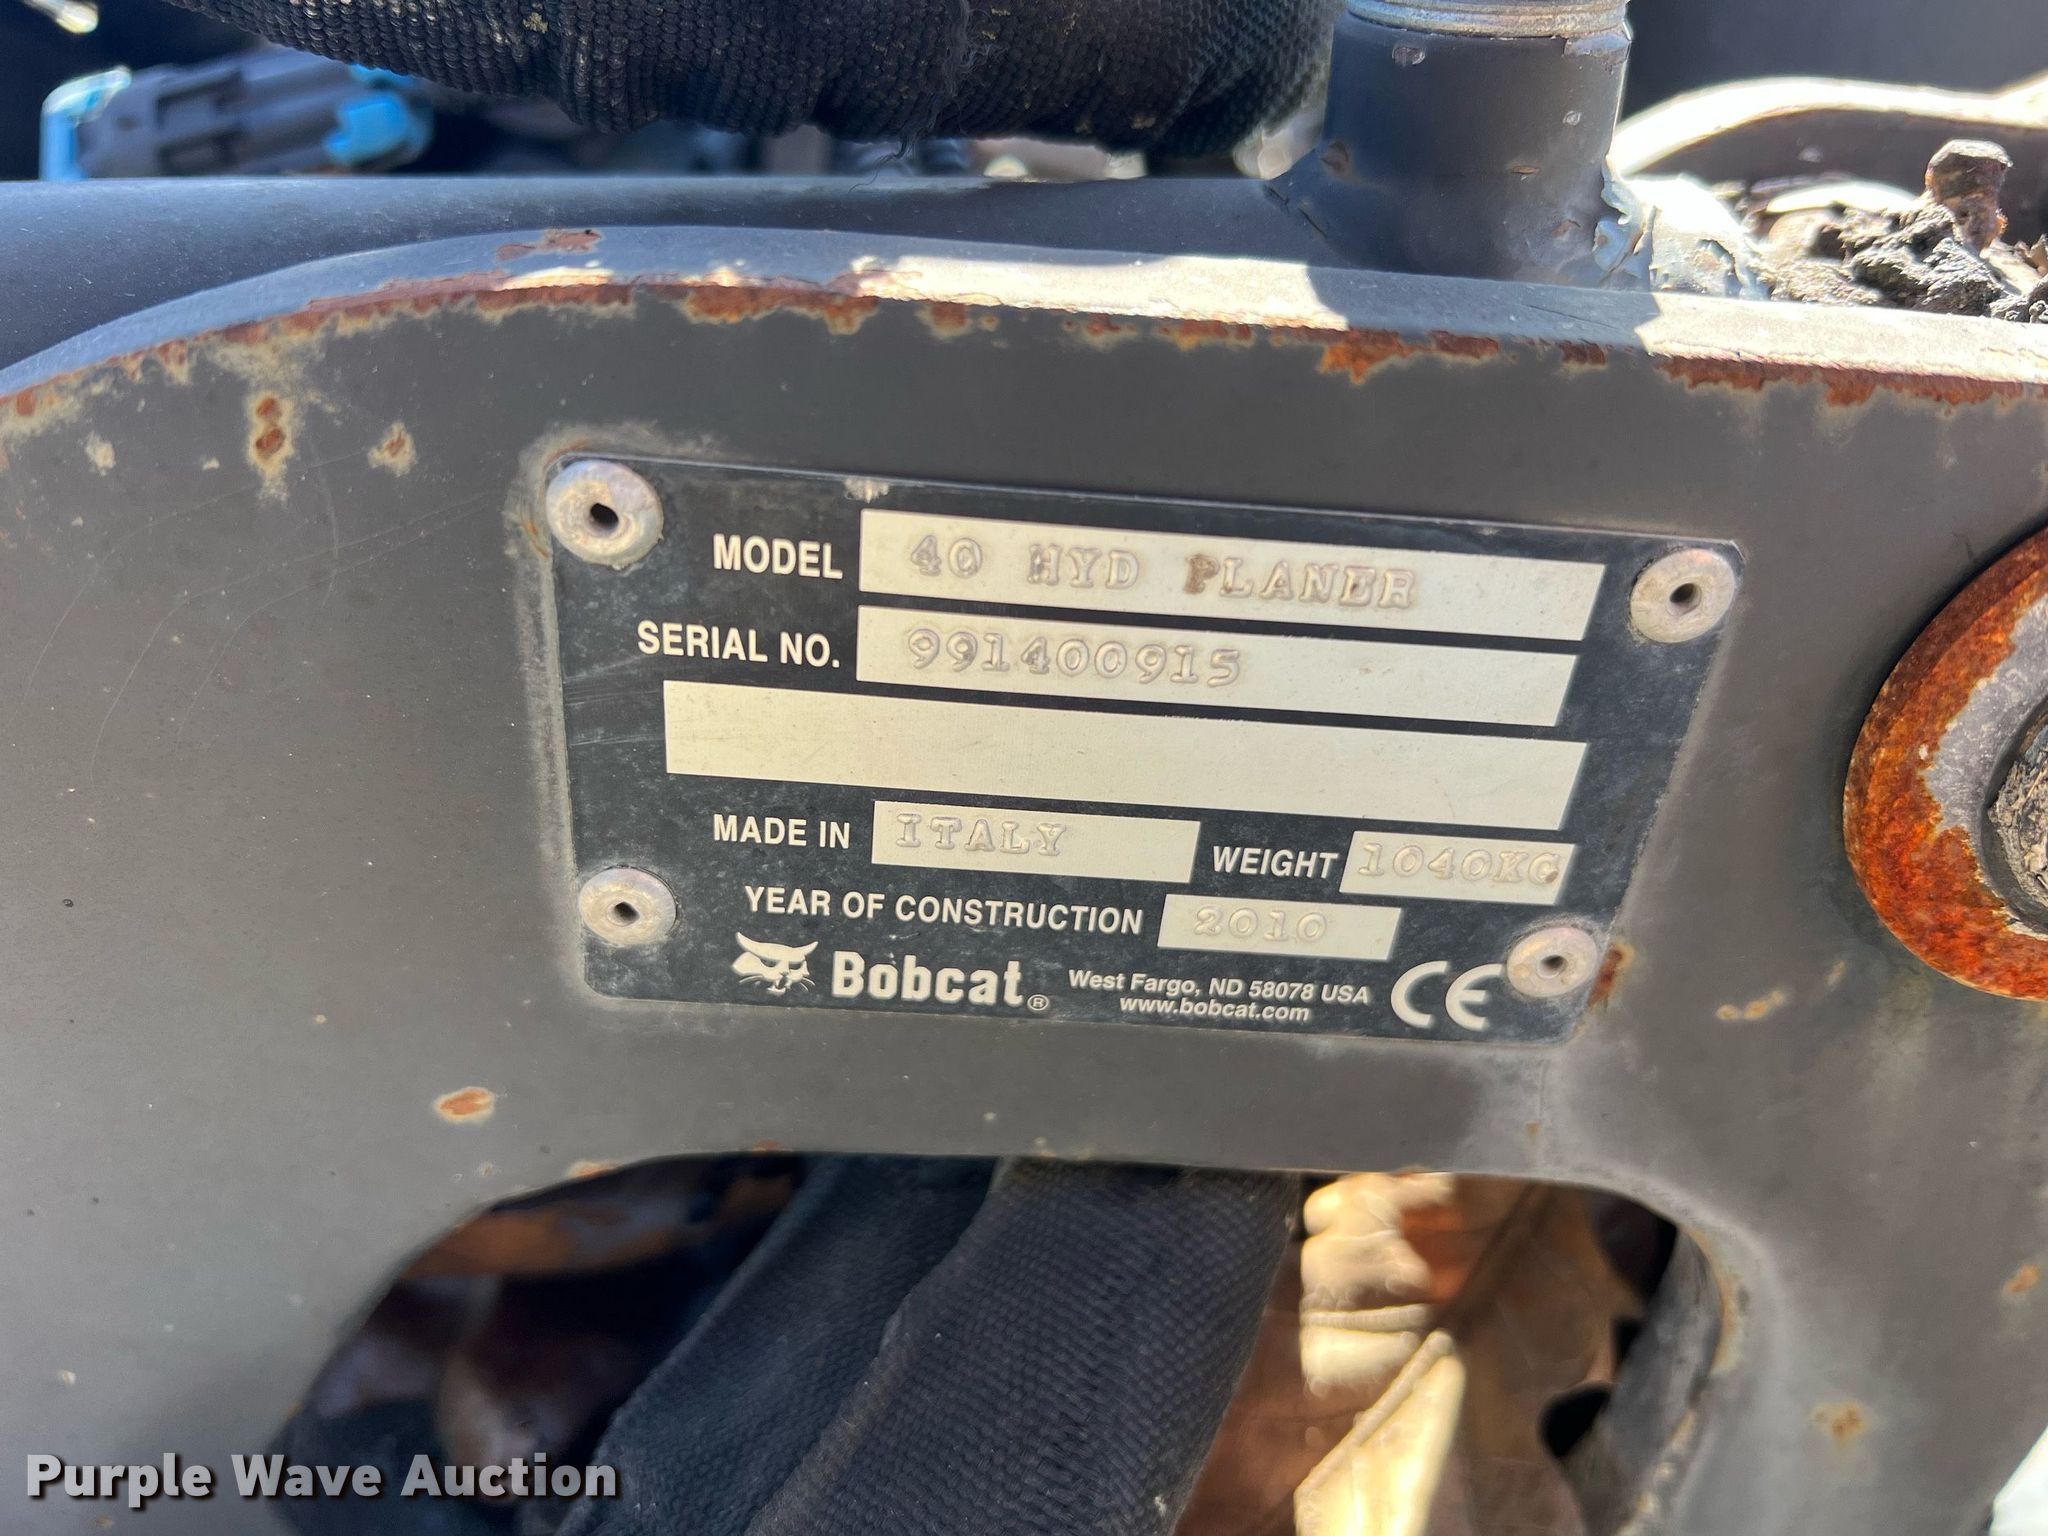 MODEL 40 HYD PLANER
SERIAL NO. 991400915
MADE IN ITALY WEIGHT 1040KG
YEAR OF CONSTRUCTION 2010
Bobcat® West Fargo, ND 58078 USA
www.bobcat.com
CE
Purple Wave Auction